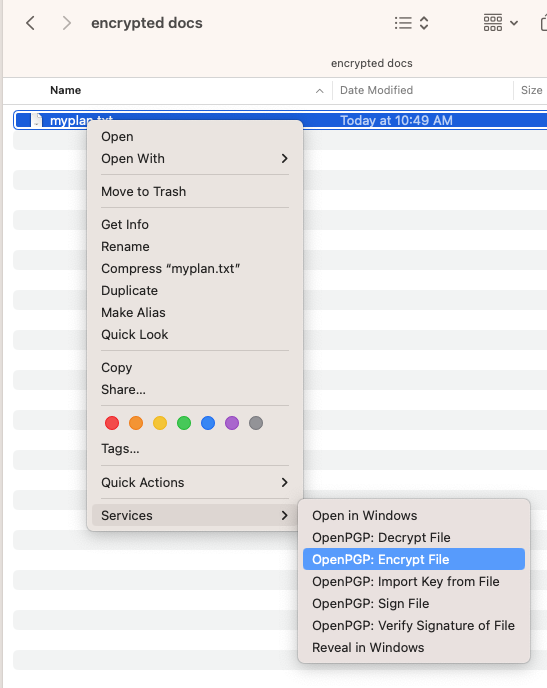 encrypted docs
encrypted docs
Name Date Modified Size
myplan.txt Today at 10:49 AM
Open
Open With
Move to Trash
Get Info
Rename
Compress “myplan.txt”
Duplicate
Make Alias
Quick Look
Copy
Share...
Tags...
Quick Actions
Services
Open in Windows
OpenPGP: Decrypt File
OpenPGP: Encrypt File
OpenPGP: Import Key from File
OpenPGP: Sign File
OpenPGP: Verify Signature of File
Reveal in Windows